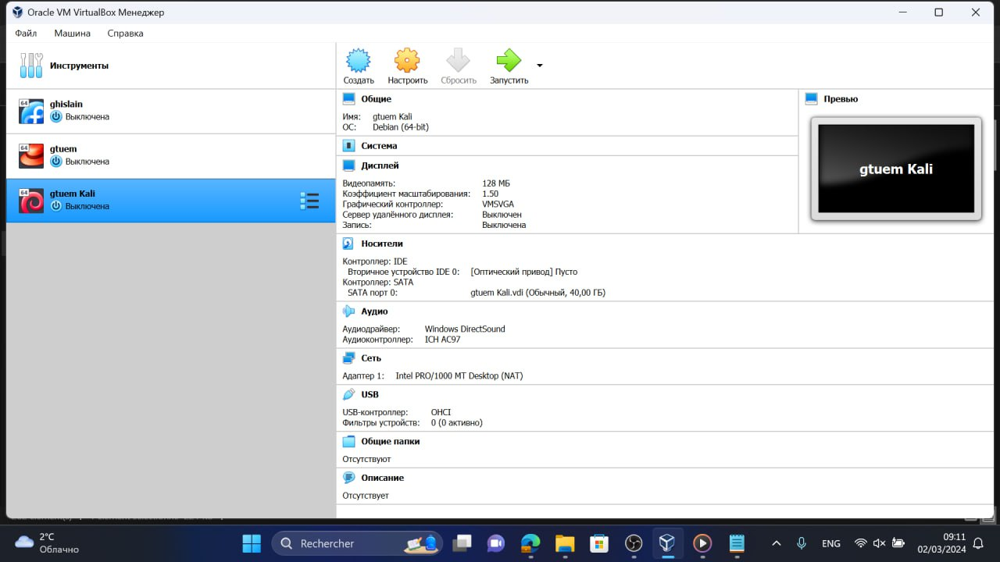 Oracle VM VirtualBox Менеджер
Файл Машина Справка
Инструменты
64 ghislain
Выключена
64 gtuem
Выключена
64 gtuem Kali
Выключена
Создать Настроить Сбросить Запустить
Общие
Имя: gtuem Kali
ОС: Debian (64-bit)
Система
Дисплей
Видеопамять: 128 МБ
Коэффициент масштабирования: 1.50
Графический контроллер: VMSVGA
Сервер удалённого дисплея: Выключен
Запись: Выключена
Превью
gtuem Kali
Носители
Контроллер: IDE
Вторичное устройство IDE 0: [Оптический привод] Пусто
Контроллер: SATA
SATA порт 0: gtuem Kali.vdi (Обычный, 40,00 ГБ)
Аудио
Аудиодрайвер: Windows DirectSound
Аудиоконтроллер: ICH AC97
Сеть
Адаптер 1: Intel PRO/1000 MT Desktop (NAT)
USB
USB-контроллер: OHCI
Фильтры устройств: 0 (0 активно)
Общие папки
Отсутствуют
Описание
Отсутствует
2°C
Облачно
Rechercher
ENG
09:11
02/03/2024